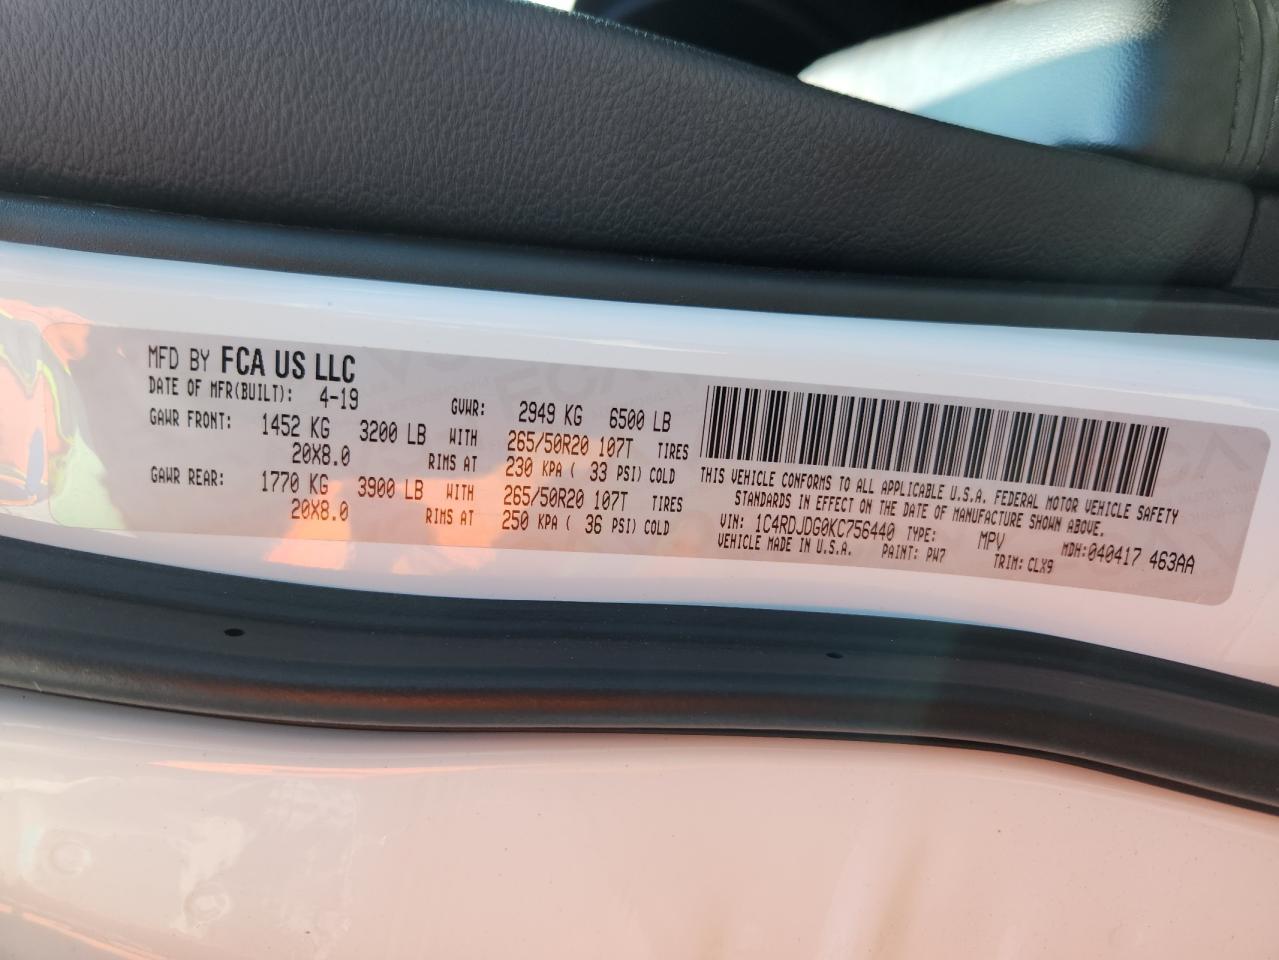 MFD BY FCA US LLC
DATE OF MFR(BUILT): 4-19 GVWR: 2949 KG 6500 LB
GAWR FRONT: 1452 KG 3200 LB WITH 265/50R20 107T TIRES
20X8.0 RIMS AT 230 KPA ( 33 PSI) COLD
GAWR REAR: 1770 KG 3900 LB WITH 265/50R20 107T TIRES
20X8.0 RIMS AT 250 KPA ( 36 PSI) COLD
THIS VEHICLE CONFORMS TO ALL APPLICABLE U.S.A. FEDERAL MOTOR VEHICLE SAFETY
STANDARDS IN EFFECT ON THE DATE OF MANUFACTURE SHOWN ABOVE.
VIN: 1C4RDJDG0KC756440 TYPE: MPV MDH:040417 463AA
VEHICLE MADE IN U.S.A. PAINT: PW7 TRIM: CLX9